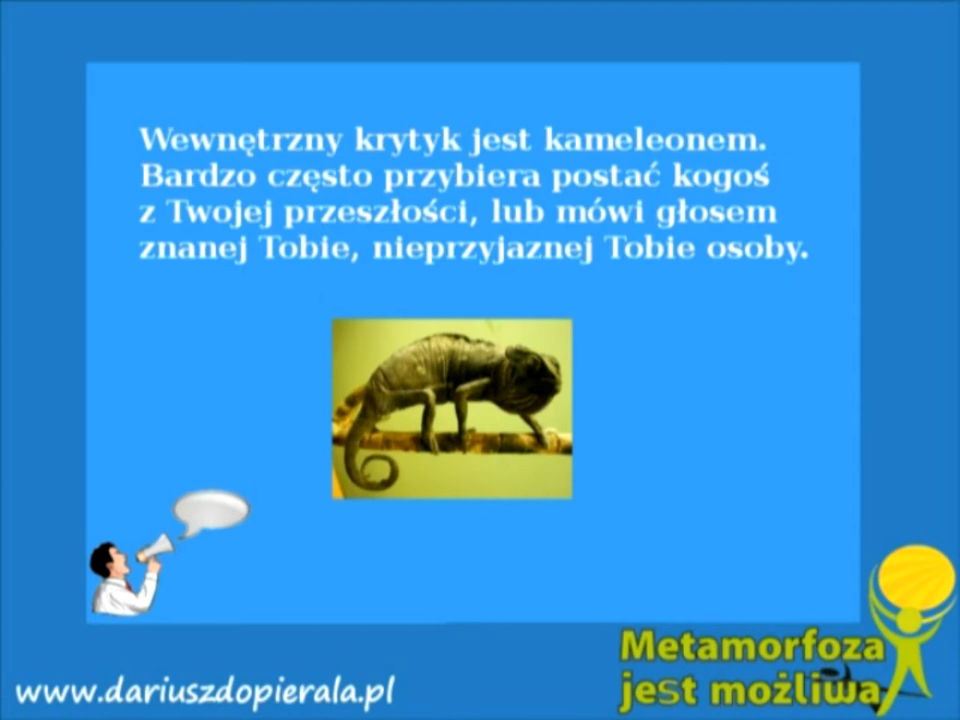 Wewnętrzny krytyk jest kameleonem.
Bardzo często przybiera postać kogoś
z Twojej przeszłości, lub mówi głosem
znanej Tobie, nieprzyjaznej Tobie osoby.
Metamorfoza
jest możliwa
www.dariuszdopierala.pl